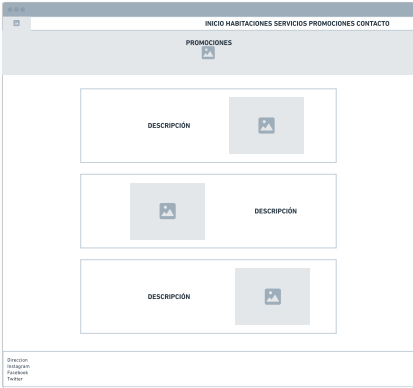 INICIO HABITACIONES SERVICIOS PROMOCIONES CONTACTO
PROMOCIONES
DESCRIPCIÓN
DESCRIPCIÓN
DESCRIPCIÓN
Direccion
Instagram
Facebook
Twitter